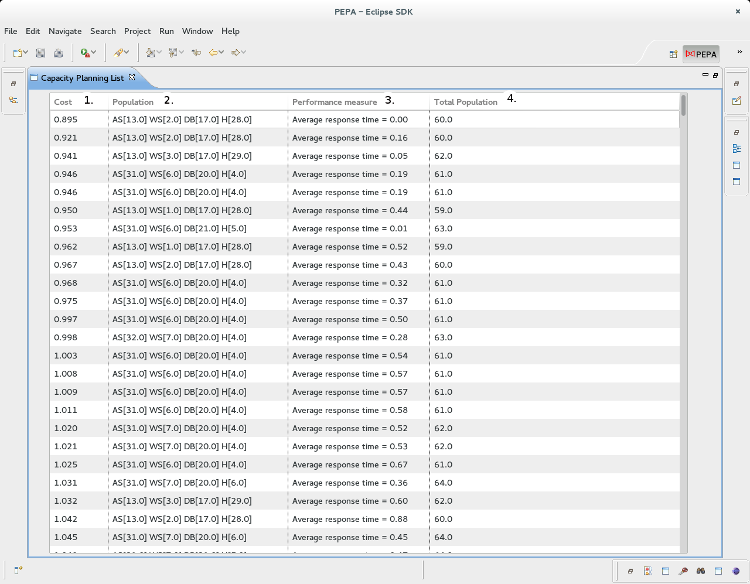 PEPA – Eclipse SDK
File Edit Navigate Search Project Run Window Help
PEPA
Capacity Planning List
Cost 1. Population 2. Performance measure 3. Total Population 4.
0.895 AS[13.0] WS[2.0] DB[17.0] H[28.0] Average response time = 0.00 60.0
0.921 AS[13.0] WS[2.0] DB[17.0] H[28.0] Average response time = 0.16 60.0
0.941 AS[13.0] WS[3.0] DB[17.0] H[29.0] Average response time = 0.05 62.0
0.946 AS[31.0] WS[6.0] DB[20.0] H[4.0] Average response time = 0.19 61.0
0.946 AS[31.0] WS[6.0] DB[20.0] H[4.0] Average response time = 0.19 61.0
0.950 AS[13.0] WS[1.0] DB[17.0] H[28.0] Average response time = 0.44 59.0
0.953 AS[31.0] WS[6.0] DB[21.0] H[5.0] Average response time = 0.01 63.0
0.962 AS[13.0] WS[1.0] DB[17.0] H[28.0] Average response time = 0.52 59.0
0.967 AS[13.0] WS[2.0] DB[17.0] H[28.0] Average response time = 0.43 60.0
0.968 AS[31.0] WS[6.0] DB[20.0] H[4.0] Average response time = 0.32 61.0
0.975 AS[31.0] WS[6.0] DB[20.0] H[4.0] Average response time = 0.37 61.0
0.997 AS[31.0] WS[6.0] DB[20.0] H[4.0] Average response time = 0.50 61.0
0.998 AS[32.0] WS[7.0] DB[20.0] H[4.0] Average response time = 0.28 63.0
1.003 AS[31.0] WS[6.0] DB[20.0] H[4.0] Average response time = 0.54 61.0
1.008 AS[31.0] WS[6.0] DB[20.0] H[4.0] Average response time = 0.57 61.0
1.009 AS[31.0] WS[6.0] DB[20.0] H[4.0] Average response time = 0.57 61.0
1.011 AS[31.0] WS[6.0] DB[20.0] H[4.0] Average response time = 0.58 61.0
1.020 AS[31.0] WS[7.0] DB[20.0] H[4.0] Average response time = 0.52 62.0
1.021 AS[31.0] WS[7.0] DB[20.0] H[4.0] Average response time = 0.53 62.0
1.025 AS[31.0] WS[6.0] DB[20.0] H[4.0] Average response time = 0.67 61.0
1.031 AS[31.0] WS[7.0] DB[20.0] H[6.0] Average response time = 0.36 64.0
1.032 AS[13.0] WS[3.0] DB[17.0] H[29.0] Average response time = 0.60 62.0
1.042 AS[13.0] WS[2.0] DB[17.0] H[28.0] Average response time = 0.88 60.0
1.045 AS[31.0] WS[7.0] DB[20.0] H[6.0] Average response time = 0.45 64.0